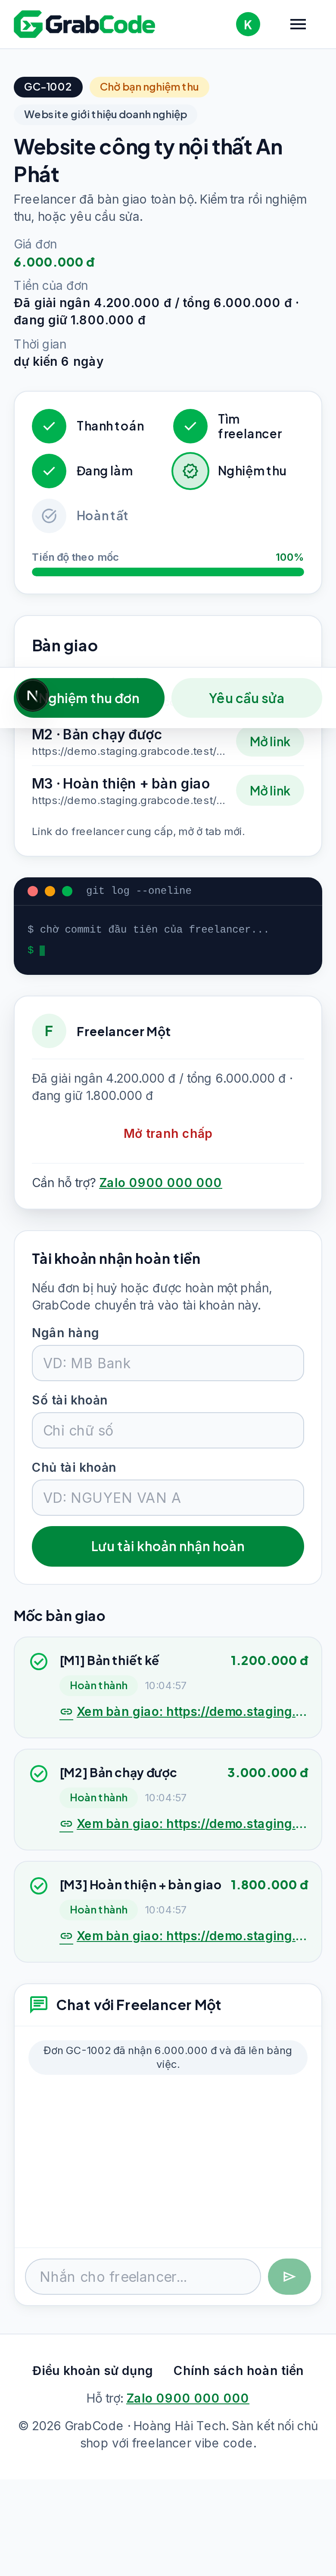 GrabCode
K
GC-1002
Chờ bạn nghiệm thu
Website giới thiệu doanh nghiệp
Website công ty nội thất An
Phát
Freelancer đã bàn giao toàn bộ. Kiểm tra rồi nghiệm
thu, hoặc yêu cầu sửa.
Giá đơn
6.000.000 đ
Tiền của đơn
Đã giải ngân 4.200.000 đ / tổng 6.000.000 đ ·
đang giữ 1.800.000 đ
Thời gian
dự kiến 6 ngày
Thanh toán
Tìm
freelancer
Đang làm
Nghiệm thu
Hoàn tất
Tiến độ theo mốc
100%
Bàn giao
N
ghiệm thu đơn
Yêu cầu sửa
M2 · Bản chạy được
https://demo.staging.grabcode.test/...
Mở link
M3 · Hoàn thiện + bàn giao
https://demo.staging.grabcode.test/...
Mở link
Link do freelancer cung cấp, mở ở tab mới.
git log --oneline
$ chờ commit đầu tiên của freelancer...
$
F
Freelancer Một
Đã giải ngân 4.200.000 đ / tổng 6.000.000 đ ·
đang giữ 1.800.000 đ
Mở tranh chấp
Cần hỗ trợ? Zalo 0900 000 000
Tài khoản nhận hoàn tiền
Nếu đơn bị huỷ hoặc được hoàn một phần,
GrabCode chuyển trả vào tài khoản này.
Ngân hàng
VD: MB Bank
Số tài khoản
Chỉ chữ số
Chủ tài khoản
VD: NGUYEN VAN A
Lưu tài khoản nhận hoàn
Mốc bàn giao
[M1] Bản thiết kế
1.200.000 đ
Hoàn thành
10:04:57
Xem bàn giao: https://demo.staging....
[M2] Bản chạy được
3.000.000 đ
Hoàn thành
10:04:57
Xem bàn giao: https://demo.staging....
[M3] Hoàn thiện + bàn giao
1.800.000 đ
Hoàn thành
10:04:57
Xem bàn giao: https://demo.staging....
Chat với Freelancer Một
Đơn GC-1002 đã nhận 6.000.000 đ và đã lên bảng
việc.
Nhắn cho freelancer...
Điều khoản sử dụng
Chính sách hoàn tiền
Hỗ trợ: Zalo 0900 000 000
© 2026 GrabCode · Hoàng Hải Tech. Sàn kết nối chủ
shop với freelancer vibe code.